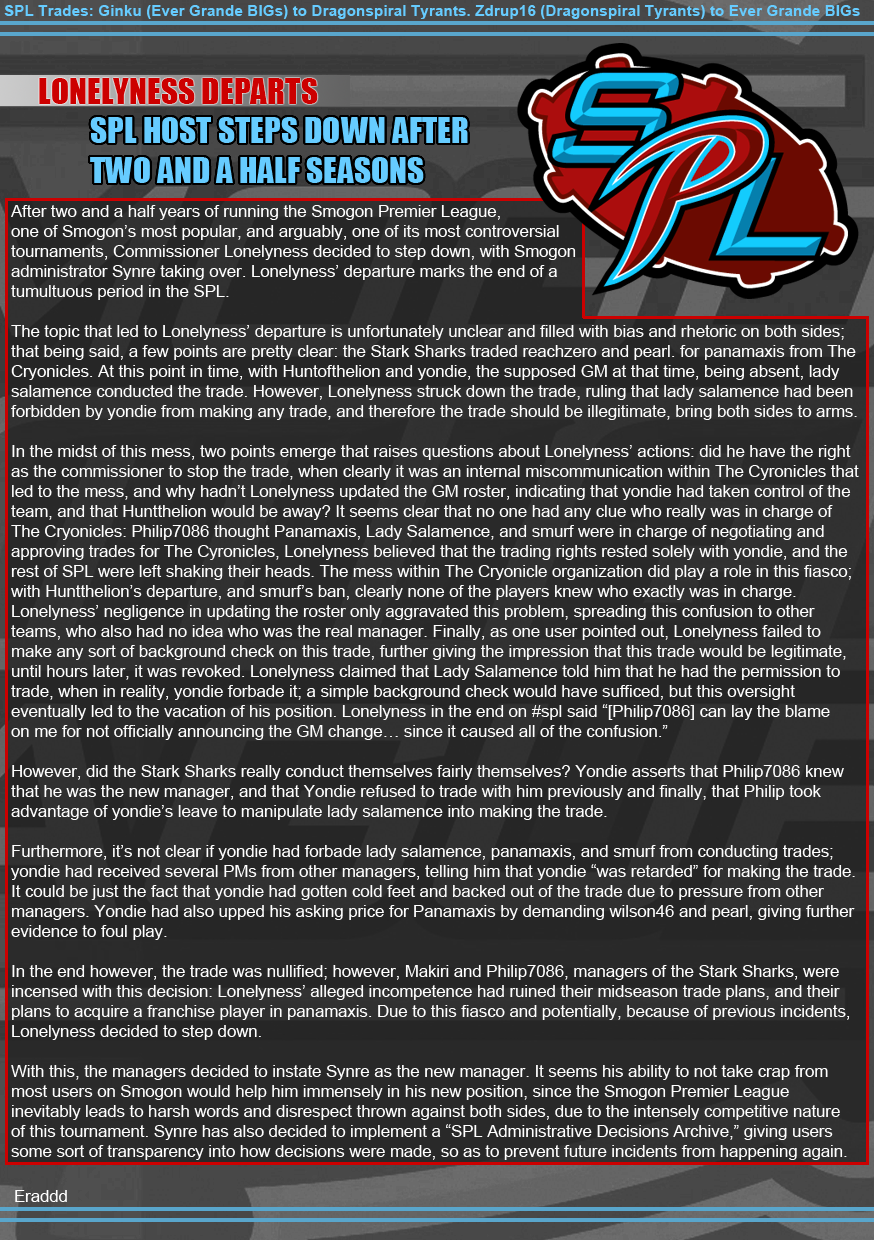 SPL Trades: Ginku (Ever Grande BIGs) to Dragonspiral Tyrants. Zdrup16 (Dragonspiral Tyrants) to Ever Grande BIGs
LONELYNESS DEPARTS
SPL HOST STEPS DOWN AFTER
TWO AND A HALF SEASONS
SPL
After two and a half years of running the Smogon Premier League,
one of Smogon's most popular, and arguably, one of its most controversial
tournaments, Commissioner Lonelyness decided to step down, with Smogon
administrator Synre taking over. Lonelyness' departure marks the end of a
tumultuous period in the SPL.
The topic that led to Lonelyness' departure is unfortunately unclear and filled with bias and rhetoric on both sides;
that being said, a few points are pretty clear: the Stark Sharks traded reachzero and pearl. for panamaxis from The
Cryonicles. At this point in time, with Huntofthelion and yondie, the supposed GM at that time, being absent, lady
salamence conducted the trade. However, Lonelyness struck down the trade, ruling that lady salamence had been
forbidden by yondie from making any trade, and therefore the trade should be illegitimate, bring both sides to arms.
In the midst of this mess, two points emerge that raises questions about Lonelyness' actions: did he have the right
as the commissioner to stop the trade, when clearly it was an internal miscommunication within The Cyronicles that
led to the mess, and why hadn't Lonelyness updated the GM roster, indicating that yondie had taken control of the
team, and that Huntthelion would be away? It seems clear that no one had any clue who really was in charge of
The Cryonicles: Philip7086 thought Panamaxis, Lady Salamence, and smurf were in charge of negotiating and
approving trades for The Cyronicles, Lonelyness believed that the trading rights rested solely with yondie, and the
rest of SPL were left shaking their heads. The mess within The Cryonicle organization did play a role in this fiasco;
with Huntthelion's departure, and smurf's ban, clearly none of the players knew who exactly was in charge.
Lonelyness' negligence in updating the roster only aggravated this problem, spreading this confusion to other
teams, who also had no idea who was the real manager. Finally, as one user pointed out, Lonelyness failed to
make any sort of background check on this trade, further giving the impression that this trade would be legitimate,
until hours later, it was revoked. Lonelyness claimed that Lady Salamence told him that he had the permission to
trade, when in reality, yondie forbade it; a simple background check would have sufficed, but this oversight
eventually led to the vacation of his position. Lonelyness in the end on #spl said “[Philip7086] can lay the blame
on me for not officially announcing the GM change… since it caused all of the confusion.”
However, did the Stark Sharks really conduct themselves fairly themselves? Yondie asserts that Philip7086 knew
that he was the new manager, and that Yondie refused to trade with him previously and finally, that Philip took
advantage of yondie's leave to manipulate lady salamence into making the trade.
Furthermore, it's not clear if yondie had forbade lady salamence, panamaxis, and smurf from conducting trades;
yondie had received several PMs from other managers, telling him that yondie “was retarded” for making the trade.
It could be just the fact that yondie had gotten cold feet and backed out of the trade due to pressure from other
managers. Yondie had also upped his asking price for Panamaxis by demanding wilson46 and pearl, giving further
evidence to foul play.
In the end however, the trade was nullified; however, Makiri and Philip7086, managers of the Stark Sharks, were
incensed with this decision: Lonelyness' alleged incompetence had ruined their midseason trade plans, and their
plans to acquire a franchise player in panamaxis. Due to this fiasco and potentially, because of previous incidents,
Lonelyness decided to step down.
With this, the managers decided to instate Synre as the new manager. It seems his ability to not take crap from
most users on Smogon would help him immensely in his new position, since the Smogon Premier League
inevitably leads to harsh words and disrespect thrown against both sides, due to the intensely competitive nature
of this tournament. Synre has also decided to implement a “SPL Administrative Decisions Archive,” giving users
some sort of transparency into how decisions were made, so as to prevent future incidents from happening again.
Eraddd